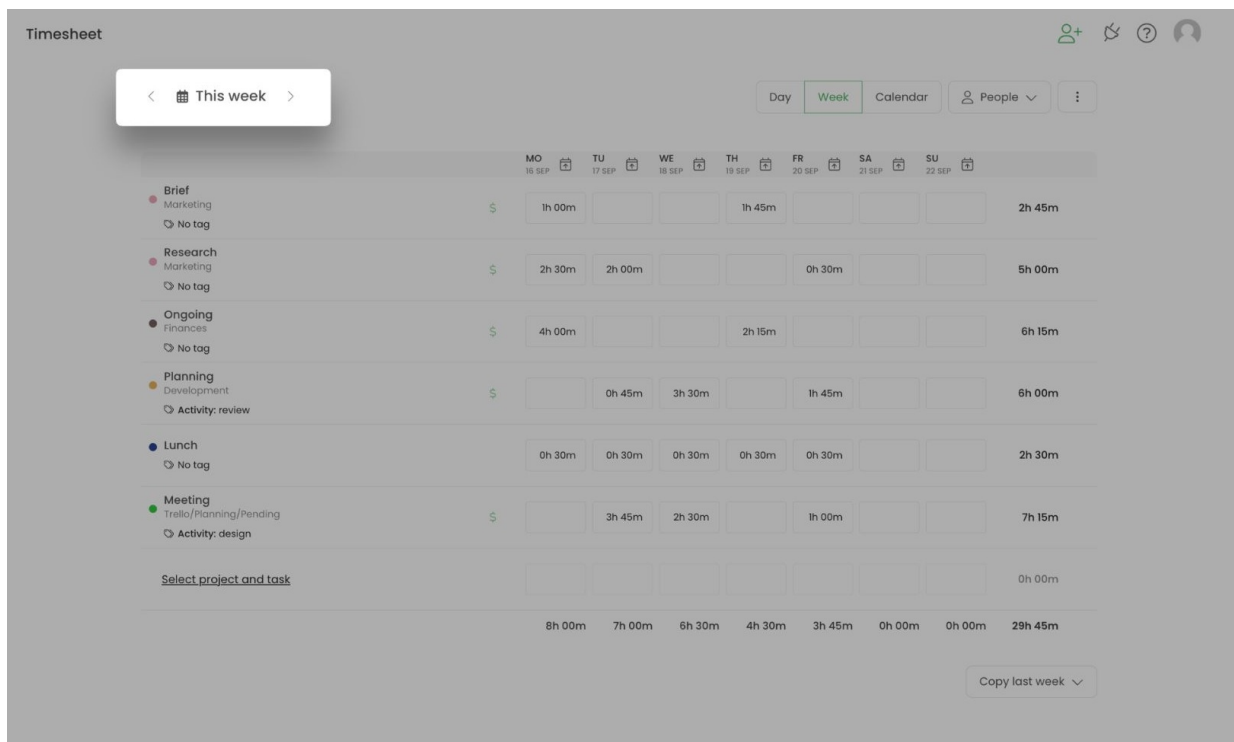 Timesheet
This week
Day Week Calendar People
MO TU WE TH FR SA SU
16 SEP 17 SEP 18 SEP 19 SEP 20 SEP 21 SEP 22 SEP
Brief
Marketing
$ 1h 00m 1h 45m 2h 45m
No tag
Research
Marketing
$ 2h 30m 2h 00m 0h 30m 5h 00m
No tag
Ongoing
Finances
$ 4h 00m 2h 15m 6h 15m
No tag
Planning
Development
$ 0h 45m 3h 30m 1h 45m 6h 00m
Activity: review
Lunch
0h 30m 0h 30m 0h 30m 0h 30m 0h 30m 2h 30m
No tag
Meeting
Trello/Planning/Pending
$ 3h 45m 2h 30m 1h 00m 7h 15m
Activity: design
Select project and task 0h 00m
8h 00m 7h 00m 6h 30m 4h 30m 3h 45m 0h 00m 0h 00m 29h 45m
Copy last week